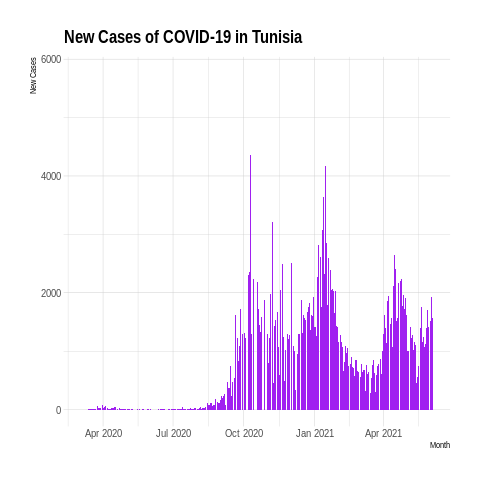 New Cases of COVID-19 in Tunisia
New Cases
6000
4000
2000
0
Apr 2020 Jul 2020 Oct 2020 Jan 2021 Apr 2021
Month